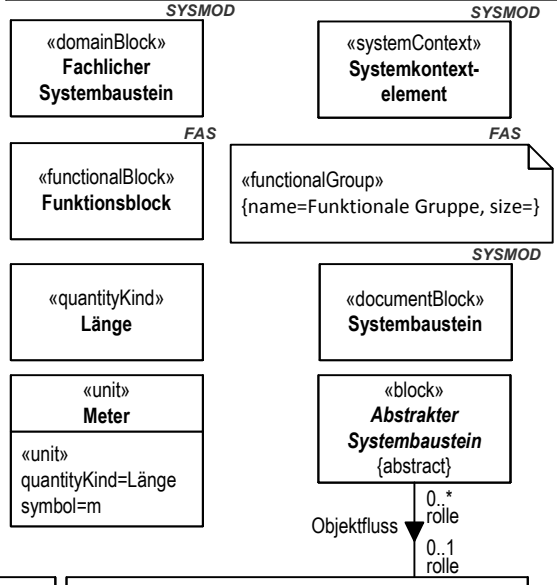 SYSMOD
«domainBlock»
Fachlicher
Systembaustein
SYSMOD
«systemContext»
Systemkontext-
element
FAS
«functionalBlock»
Funktionsblock
FAS
«functionalGroup»
{name=Funktionale Gruppe, size=}
«quantityKind»
Länge
SYSMOD
«documentBlock»
Systembaustein
«unit»
Meter
«unit»
quantityKind=Länge
symbol=m
«block»
Abstrakter
Systembaustein
{abstract}
0..*
rolle
Objektfluss
0..1
rolle